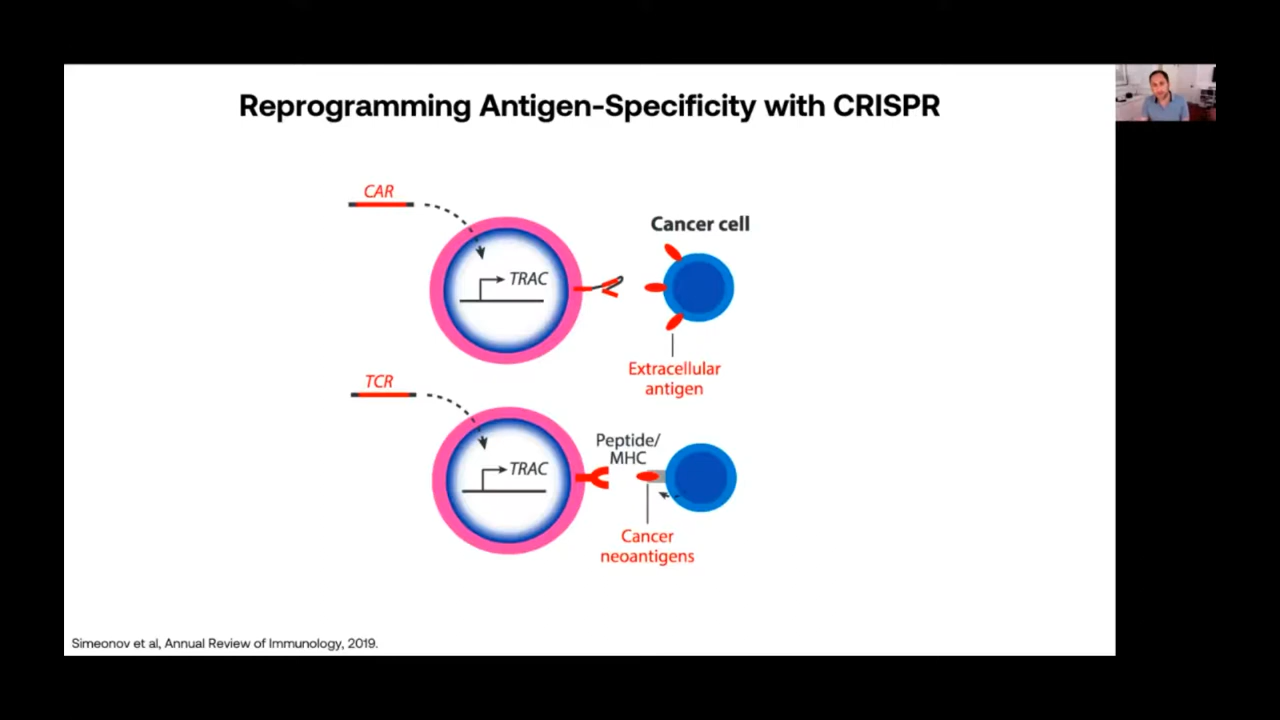 Reprogramming Antigen-Specificity with CRISPR
CAR
Cancer cell
TRAC
Extracellular
antigen
TCR
Peptide/
MHC
TRAC
Cancer
neoantigens
Simeonov et al, Annual Review of Immunology, 2019.